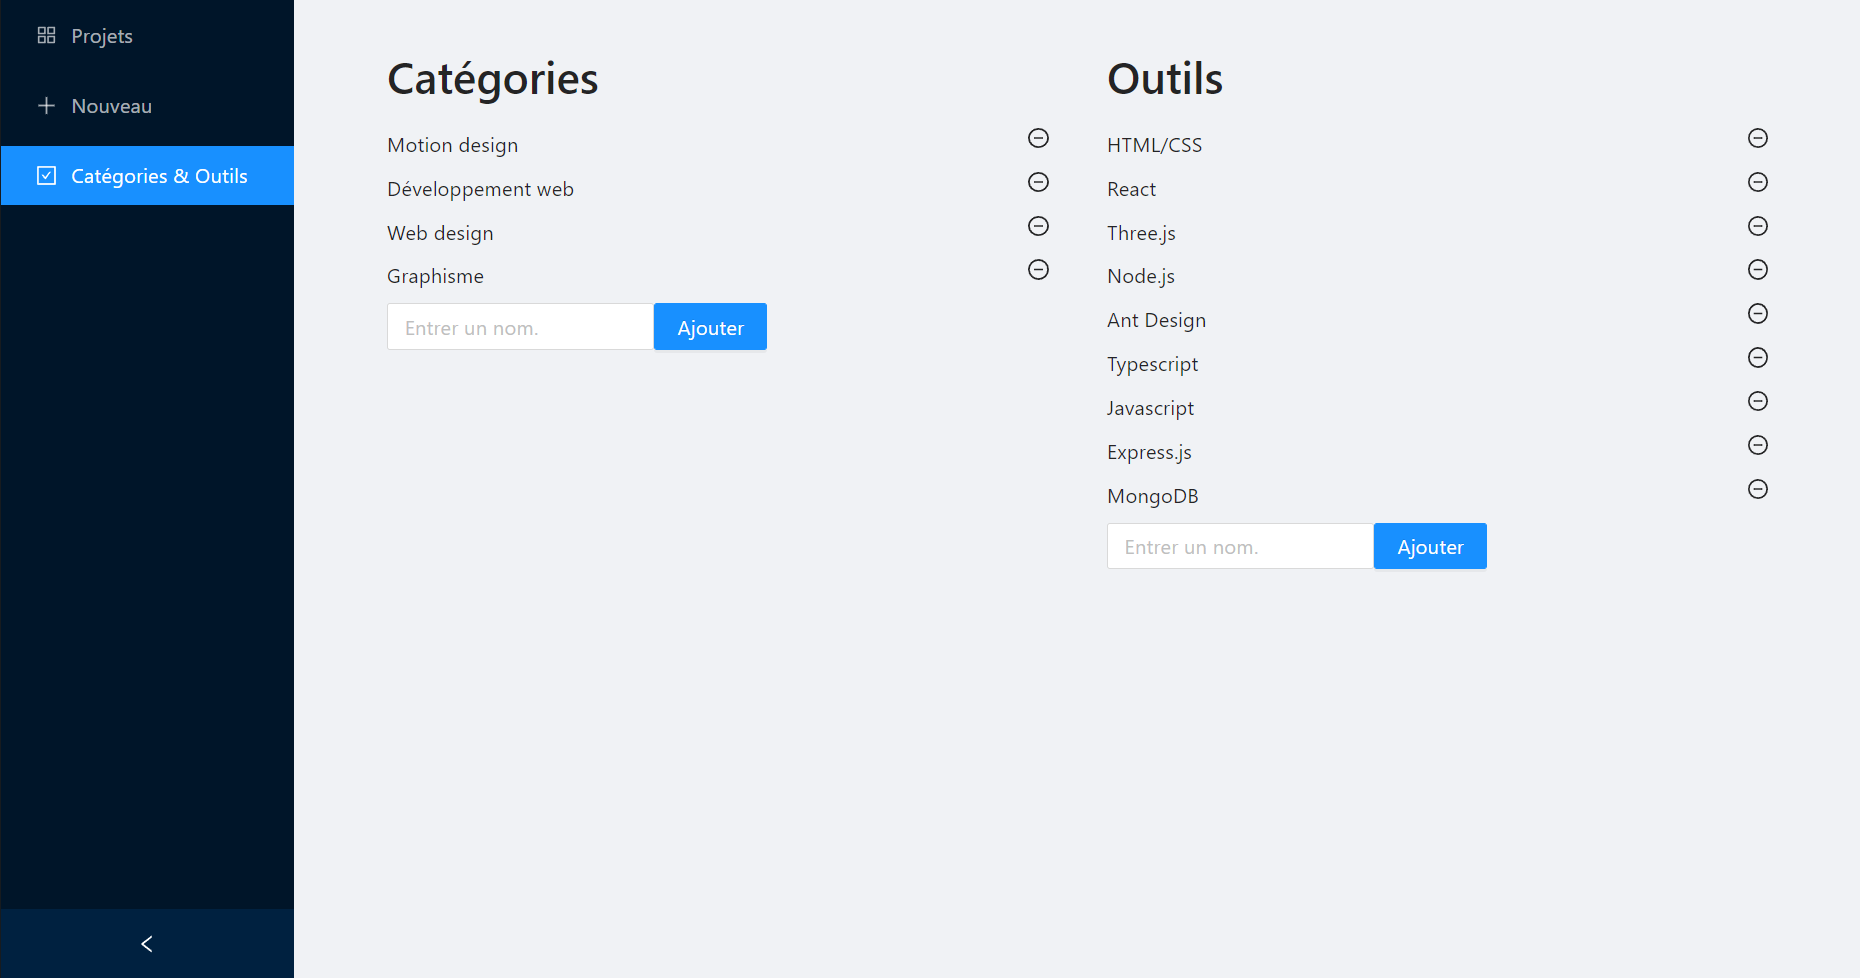 Projets
Nouveau
Catégories & Outils
Catégories
Motion design
Développement web
Web design
Graphisme
Entrer un nom.
Ajouter
Outils
HTML/CSS
React
Three.js
Node.js
Ant Design
Typescript
Javascript
Express.js
MongoDB
Entrer un nom.
Ajouter